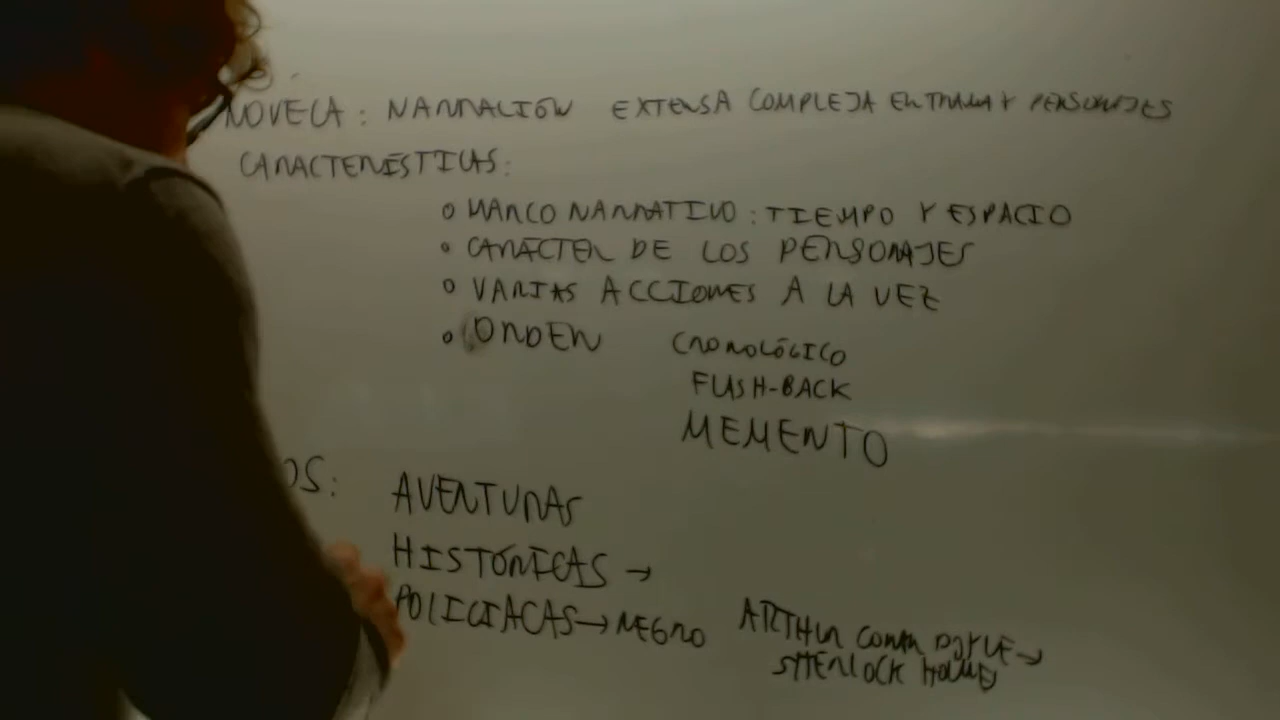 NOVELA: NARRACIÓN EXTENSA COMPLEJA EN TRAMA Y PERSONAJES
CARACTERÍSTICAS:
o MARCO NARRATIVO: TIEMPO Y ESPACIO
o CARÁCTER DE LOS PERSONAJES
o VARIAS ACCIONES A LA VEZ
o ORDEN CRONOLÓGICO
FLASH-BACK
MEMENTO
OS: AVENTURAS
HISTÓRICAS →
POLICIACAS → NEGRO ARTHUR CONAN DOYLE →
SHERLOCK HOLMES